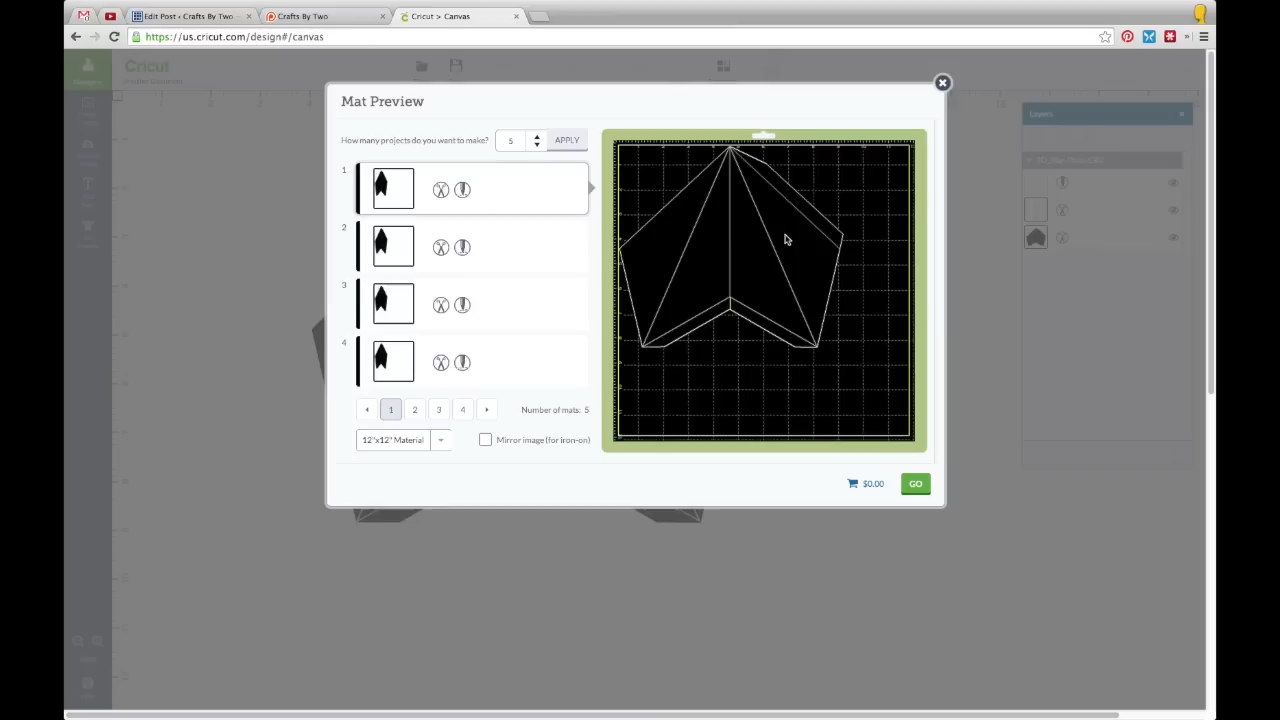 Edit Post ‹ Crafts By Two —
Crafts By Two
Cricut > Canvas
https://us.cricut.com/design#/canvas
Cricut
Layers
Mat Preview
How many projects do you want to make?
5
APPLY
1
2
3
4
1
2
3
4
Number of mats: 5
12"x12" Material
Mirror image (for iron-on)
$0.00
GO